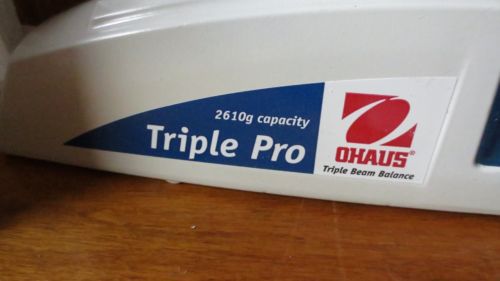 2610g capacity
Triple Pro
OHAUS®
Triple Beam Balance